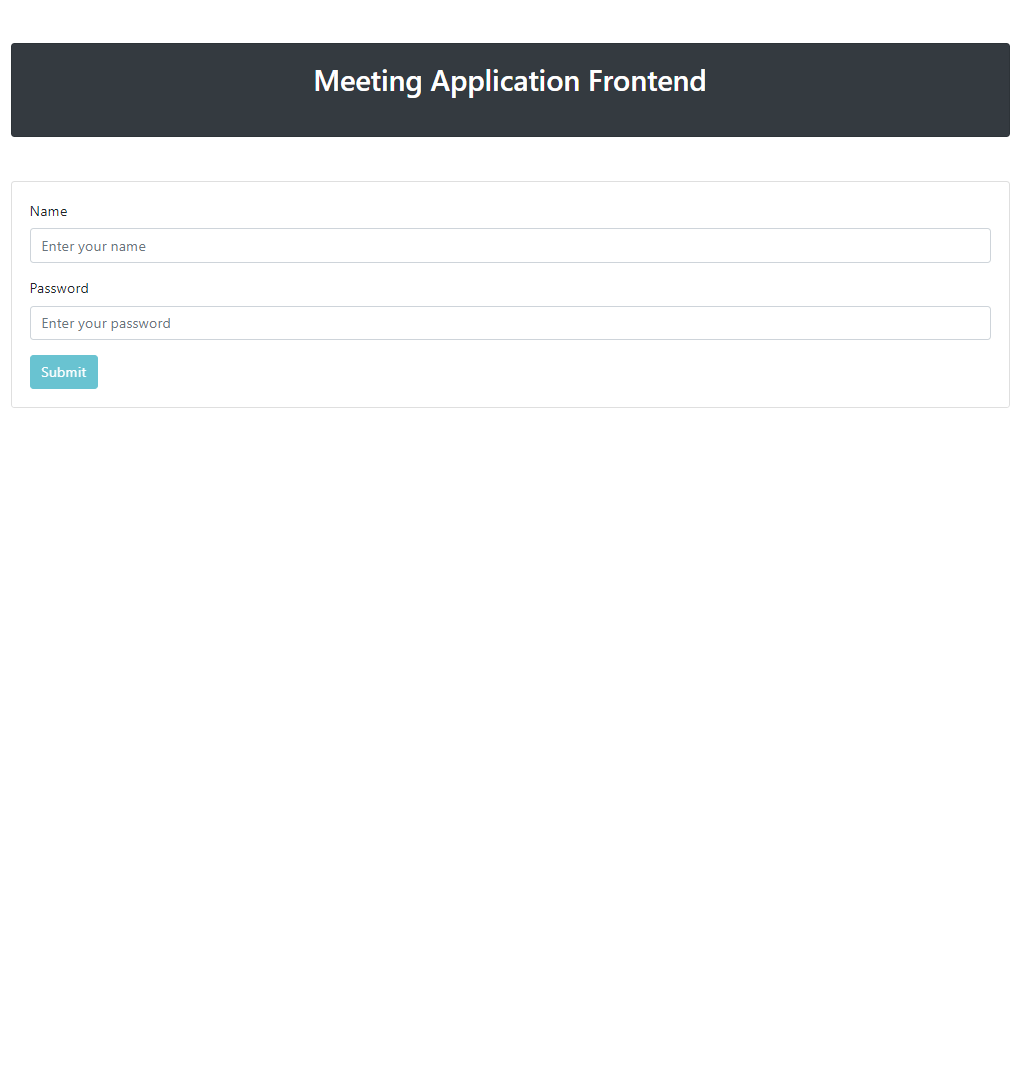 Meeting Application Frontend
Name
Enter your name
Password
Enter your password
Submit